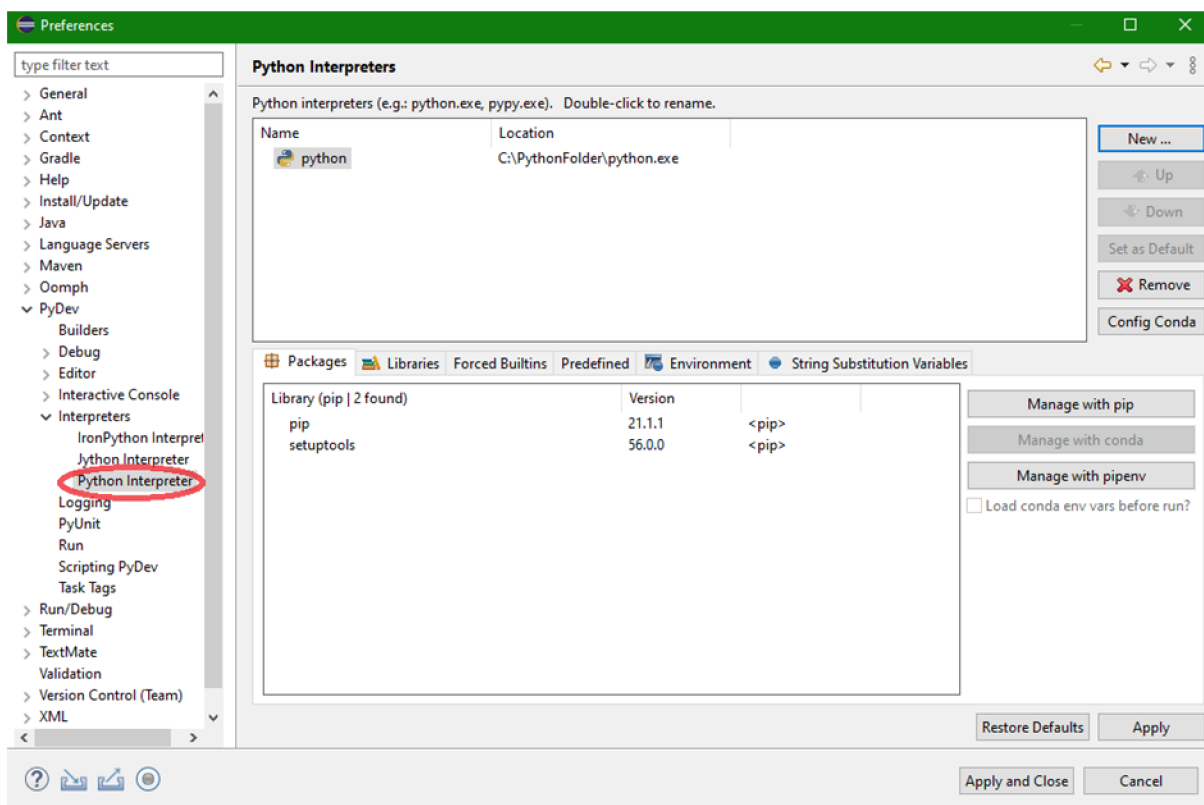 Preferences
type filter text
General
Ant
Context
Gradle
Help
Install/Update
Java
Language Servers
Maven
Oomph
PyDev
Builders
Debug
Editor
Interactive Console
Interpreters
IronPython Interpret
Jython Interpreter
Python Interpreter
Logging
PyUnit
Run
Scripting PyDev
Task Tags
Run/Debug
Terminal
TextMate
Validation
Version Control (Team)
XML
Python Interpreters
Python interpreters (e.g.: python.exe, pypy.exe).   Double-click to rename.
Name Location
python C:\PythonFolder\python.exe
New ...
Up
Down
Set as Default
Remove
Config Conda
Packages Libraries Forced Builtins Predefined Environment String Substitution Variables
Library (pip | 2 found) Version
pip 21.1.1 <pip>
setuptools 56.0.0 <pip>
Manage with pip
Manage with conda
Manage with pipenv
Load conda env vars before run?
Restore Defaults Apply
Apply and Close Cancel